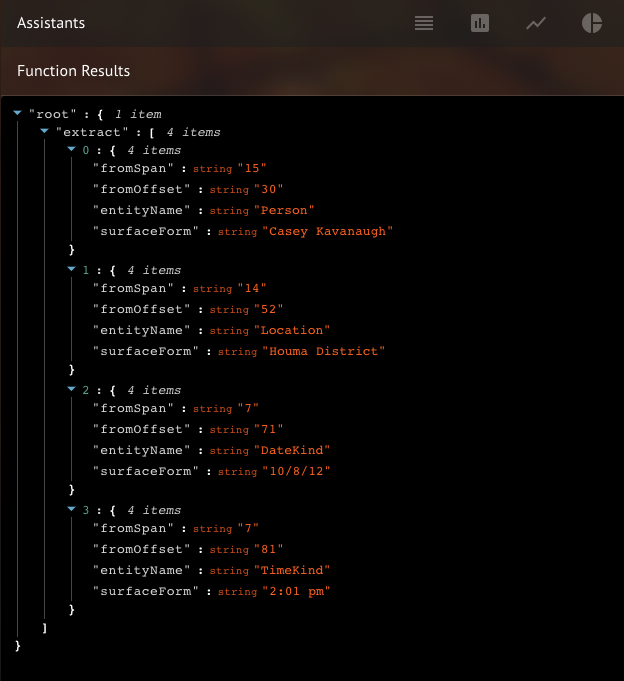 Assistants
Function Results
"root" : { 1 item
"extract" : [ 4 items
0 : { 4 items
"fromSpan" : string "15"
"fromOffset" : string "30"
"entityName" : string "Person"
"surfaceForm" : string "Casey Kavanaugh"
}
1 : { 4 items
"fromSpan" : string "14"
"fromOffset" : string "52"
"entityName" : string "Location"
"surfaceForm" : string "Houma District"
}
2 : { 4 items
"fromSpan" : string "7"
"fromOffset" : string "71"
"entityName" : string "DateKind"
"surfaceForm" : string "10/8/12"
}
3 : { 4 items
"fromSpan" : string "7"
"fromOffset" : string "81"
"entityName" : string "TimeKind"
"surfaceForm" : string "2:01 pm"
}
]
}